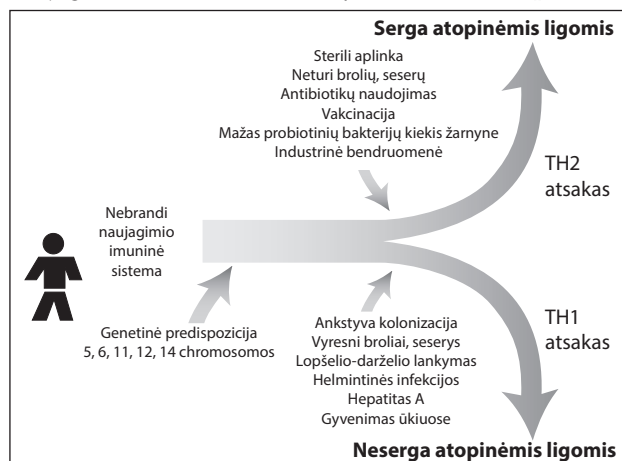 Serga atopinėmis ligomis
Sterili aplinka
Neturi brolių, seserų
Antibiotikų naudojimas
Vakcinacija
Mažas probiotinių bakterijų kiekis žarnyne
Industrinė bendruomenė
TH2
atsakas
Nebrandi
naujagimio
imuninė
sistema
Genetinė predispozicija
5, 6, 11, 12, 14 chromosomos
Ankstyva kolonizacija
Vyresni broliai, seserys
Lopšelio-darželio lankymas
Helmintinės infekcijos
Hepatitas A
Gyvenimas ūkiuose
TH1
atsakas
Neserga atopinėmis ligomis